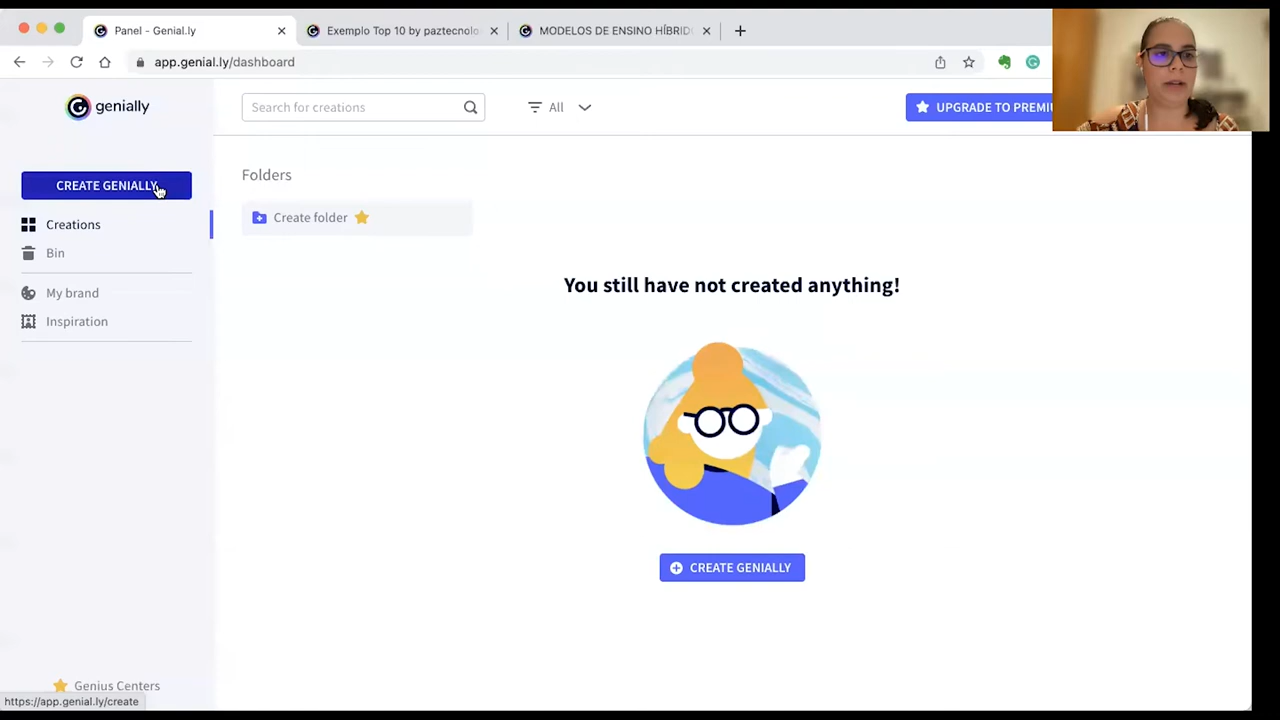 Panel - Genial.ly
Exemplo Top 10 by paztecnolo
MODELOS DE ENSINO HÍBRID
app.genial.ly/dashboard
genially
Search for creations
All
UPGRADE TO PREMIU
CREATE GENIALLY
Creations
Bin
My brand
Inspiration
Folders
Create folder
You still have not created anything!
CREATE GENIALLY
Genius Centers
https://app.genial.ly/create